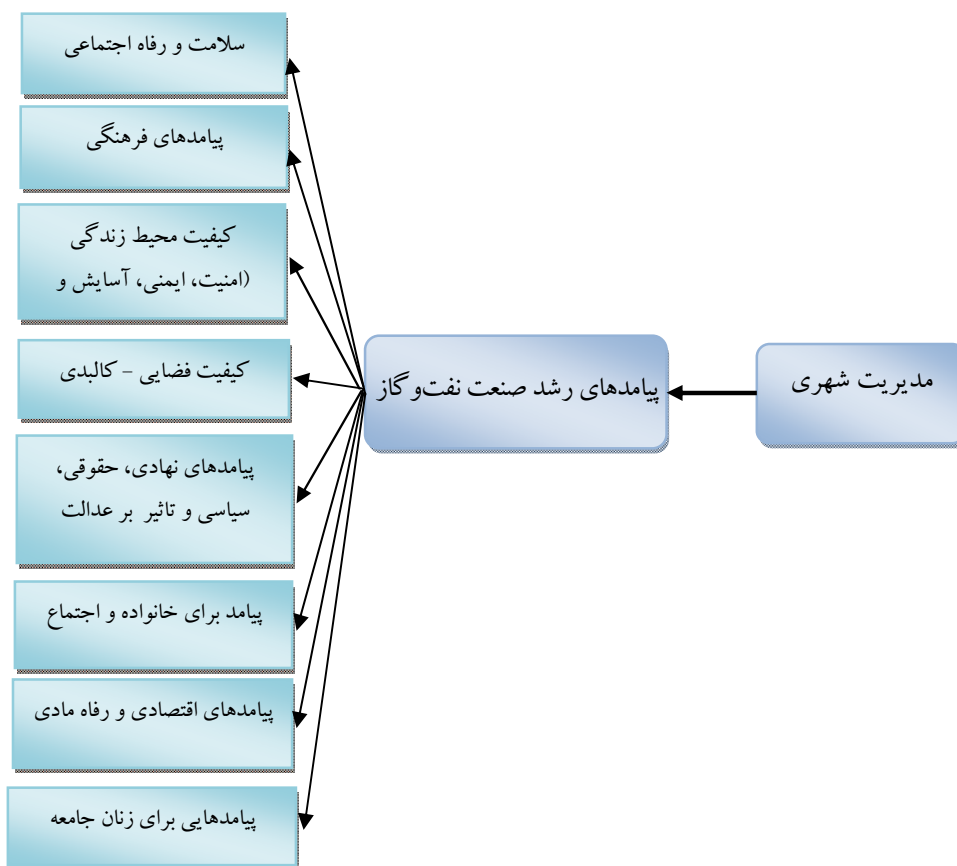 مدیریت شهری
پیامدهای رشد صنعت نفت‌و گاز
سلامت و رفاه اجتماعی
پیامدهای فرهنگی
کیفیت محیط زندگی
(امنیت، ایمنی، آسایش و
کیفیت فضایی – کالبدی
پیامدهای نهادی، حقوقی،
سیاسی و تاثیر بر عدالت
پیامد برای خانواده و اجتماع
پیامدهای اقتصادی و رفاه مادی
پیامدهایی برای زنان جامعه